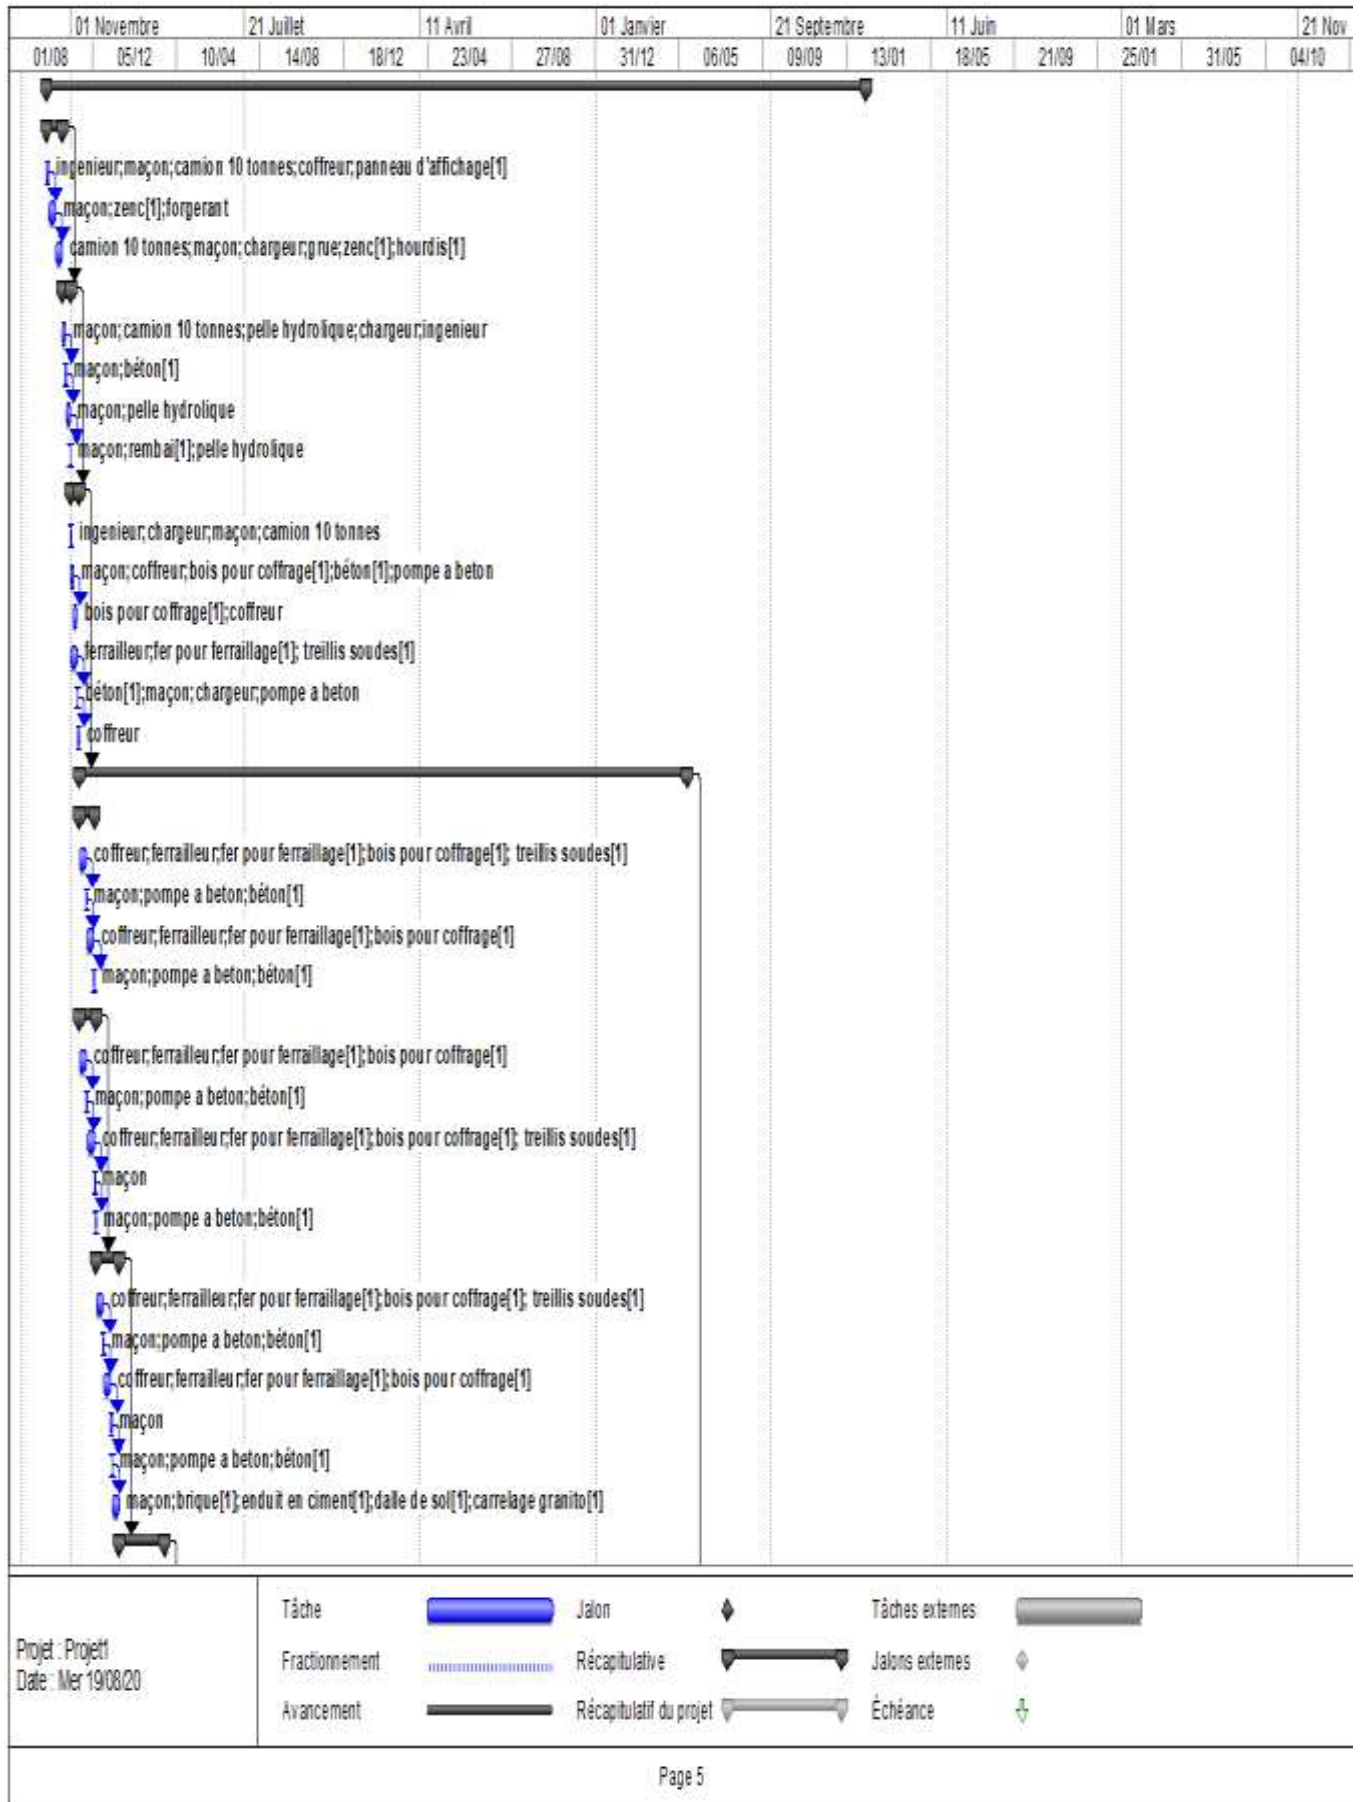 01 Novembre 21 Juillet 11 Avril 01 Janvier 21 Septembre 11 Juin 01 Mars 21 Nov
01/08 05/12 10/04 14/08 18/12 23/04 27/08 31/12 06/05 09/09 13/01 18/05 21/09 25/01 31/05 04/10
ingenieur;maçon;camion 10 tonnes;coffreur;panneau d'affichage[1]
maçon;zenc[1];forgerant
camion 10 tonnes;maçon;chargeur;grue;zenc[1];hourdis[1]
maçon;camion 10 tonnes;pelle hydrolique;chargeur;ingenieur
maçon;béton[1]
maçon;pelle hydrolique
maçon;rembai[1];pelle hydrolique
ingenieur;chargeur;maçon;camion 10 tonnes
maçon;coffreur;bois pour coffrage[1];béton[1];pompe a beton
bois pour coffrage[1];coffreur
ferrailleur;fer pour ferraillage[1]; treillis soudes[1]
béton[1];maçon;chargeur;pompe a beton
coffreur
coffreur;ferrailleur;fer pour ferraillage[1];bois pour coffrage[1]; treillis soudes[1]
maçon;pompe a beton;béton[1]
coffreur;ferrailleur;fer pour ferraillage[1];bois pour coffrage[1]
maçon;pompe a beton;béton[1]
coffreur;ferrailleur;fer pour ferraillage[1];bois pour coffrage[1]
maçon;pompe a beton;béton[1]
coffreur;ferrailleur;fer pour ferraillage[1];bois pour coffrage[1]; treillis soudes[1]
maçon
maçon;pompe a beton;béton[1]
coffreur;ferrailleur;fer pour ferraillage[1];bois pour coffrage[1]; treillis soudes[1]
maçon;pompe a beton;béton[1]
coffreur;ferrailleur;fer pour ferraillage[1];bois pour coffrage[1]
maçon
maçon;pompe a beton;béton[1]
maçon;brique[1];enduit en ciment[1];dalle de sol[1];carrelage granito[1]
Projet : Projet1
Date : Mer 19/08/20
Tâche Jalon Tâches externes
Fractionnement Récapitulative Jalons externes
Avancement Récapitulatif du projet Échéance
Page 5